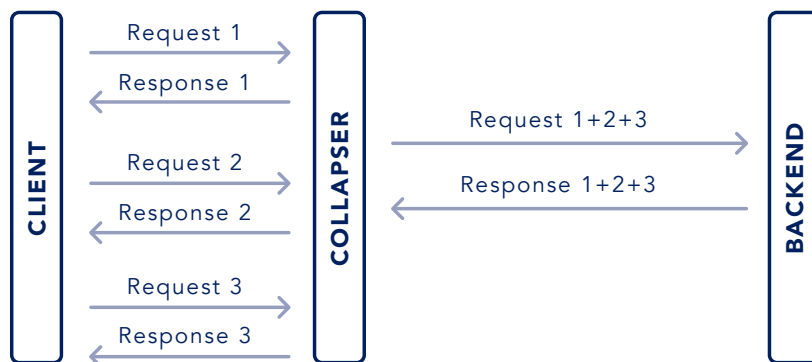 CLIENT
Request 1
Response 1
Request 2
Response 2
Request 3
Response 3
COLLAPSER
Request 1+2+3
Response 1+2+3
BACKEND